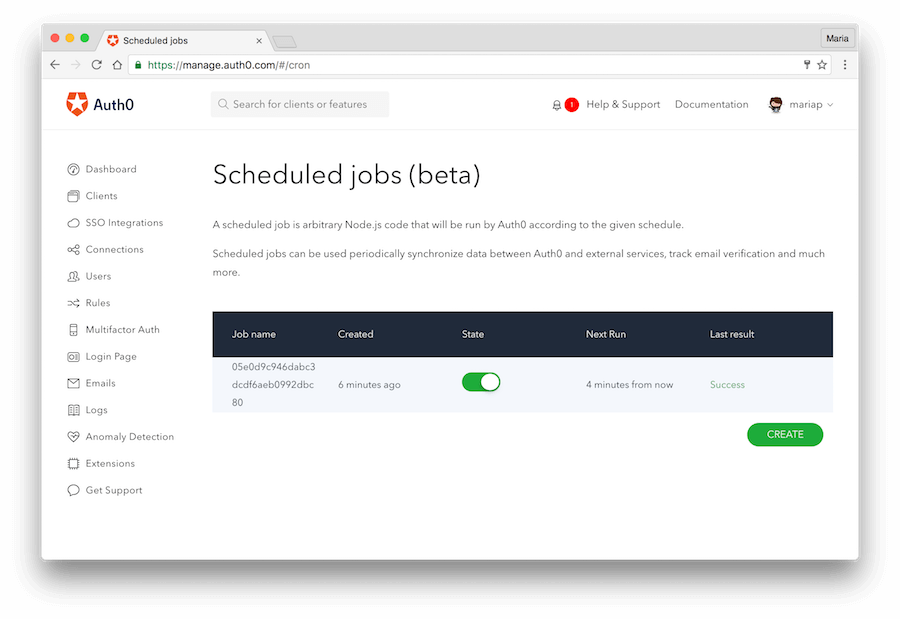 Scheduled jobs
Maria
https://manage.auth0.com/#/cron
Auth0
Search for clients or features
1
Help & Support
Documentation
mariap
Dashboard
Clients
SSO Integrations
Connections
Users
Rules
Multifactor Auth
Login Page
Emails
Logs
Anomaly Detection
Extensions
Get Support
Scheduled jobs (beta)
A scheduled job is arbitrary Node.js code that will be run by Auth0 according to the given schedule.
Scheduled jobs can be used periodically synchronize data between Auth0 and external services, track email verification and much
more.
Job name Created State Next Run Last result
05e0d9c946dabc3
dcdf6aeb0992dbc
80
6 minutes ago
4 minutes from now
Success
CREATE